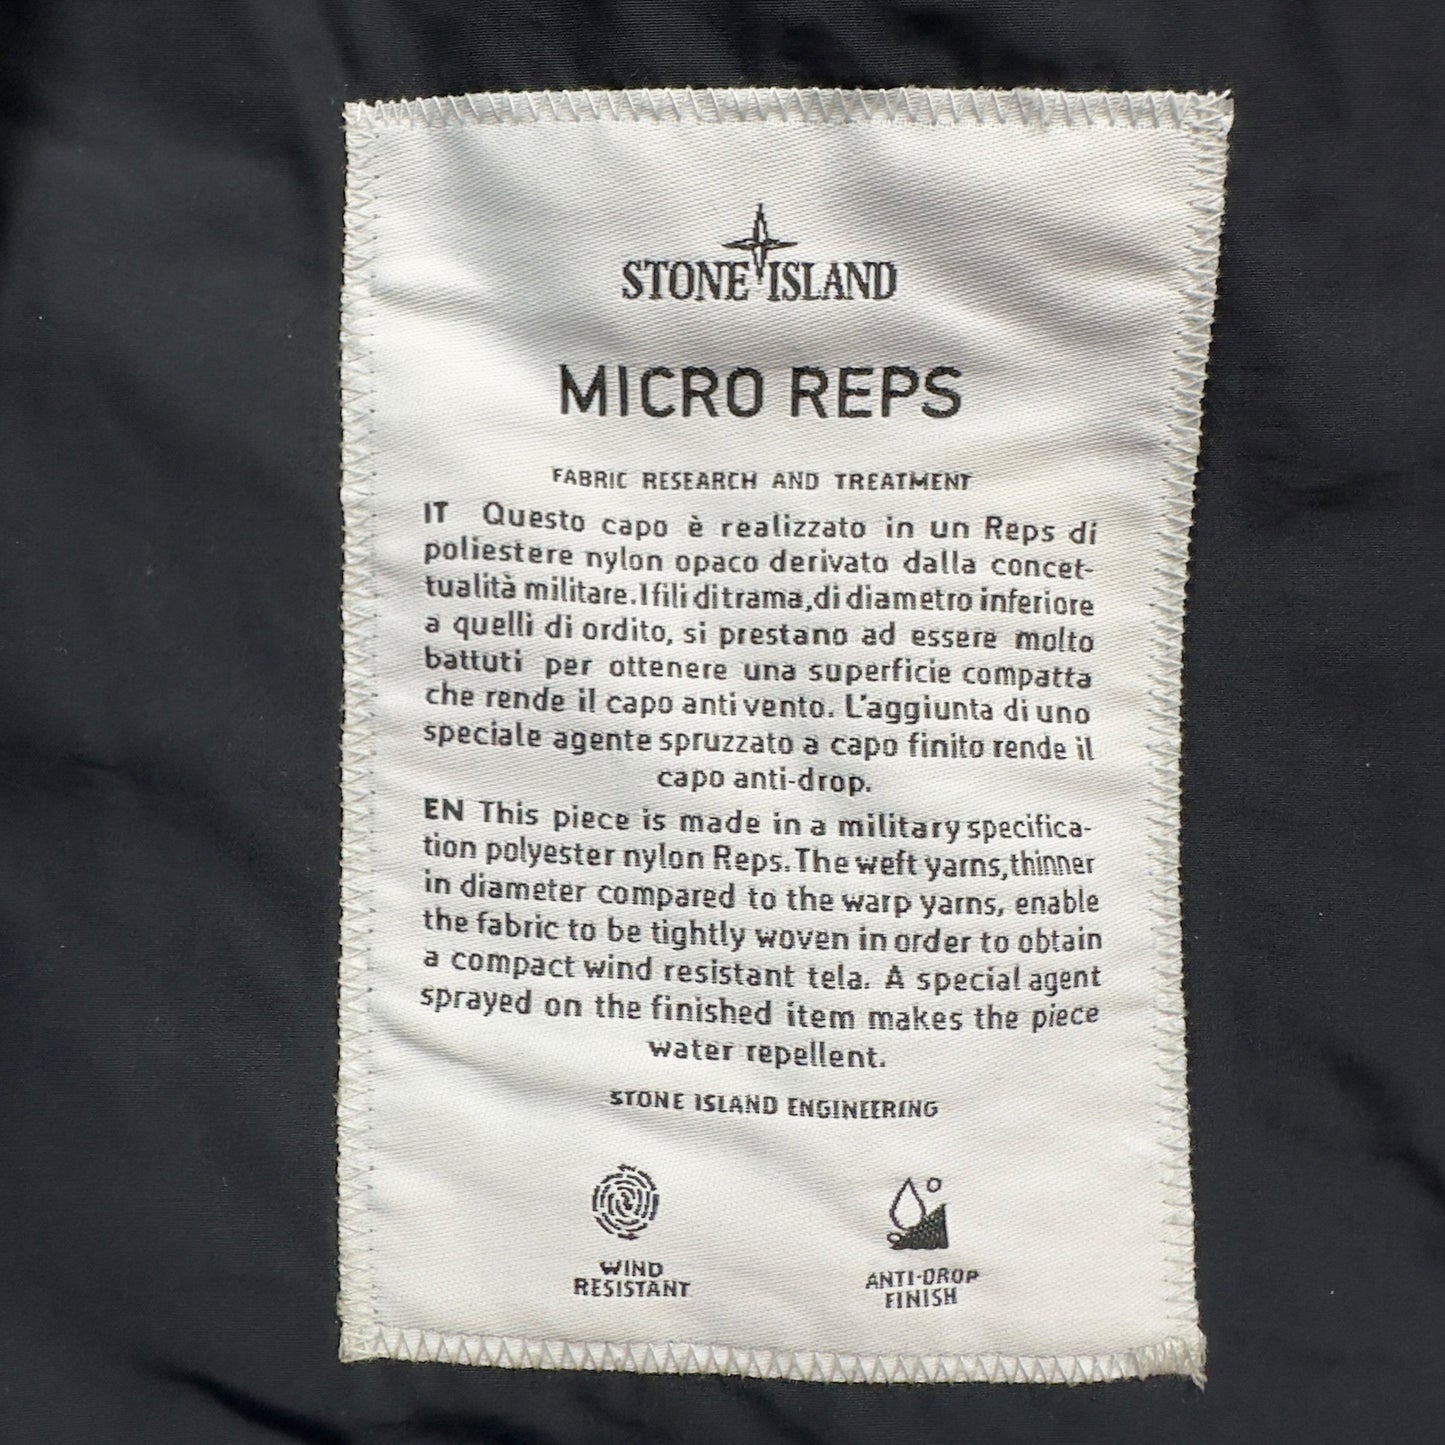 STONE ISLAND
MICRO REPS
FABRIC RESEARCH AND TREATMENT
IT Questo capo è realizzato in un Reps di
poliestere nylon opaco derivato dalla concet-
tualità militare. I fili di trama, di diametro inferiore
a quelli di ordito, si prestano ad essere molto
battuti per ottenere una superficie compatta
che rende il capo anti vento. L'aggiunta di uno
speciale agente spruzzato a capo finito rende il
capo anti-drop.
EN This piece is made in a military specifica-
tion polyester nylon Reps. The weft yarns, thinner
in diameter compared to the warp yarns, enable
the fabric to be tightly woven in order to obtain
a compact wind resistant tela. A special agent
sprayed on the finished item makes the piece
water repellent.
STONE ISLAND ENGINEERING
WIND
RESISTANT
ANTI-DROP
FINISH